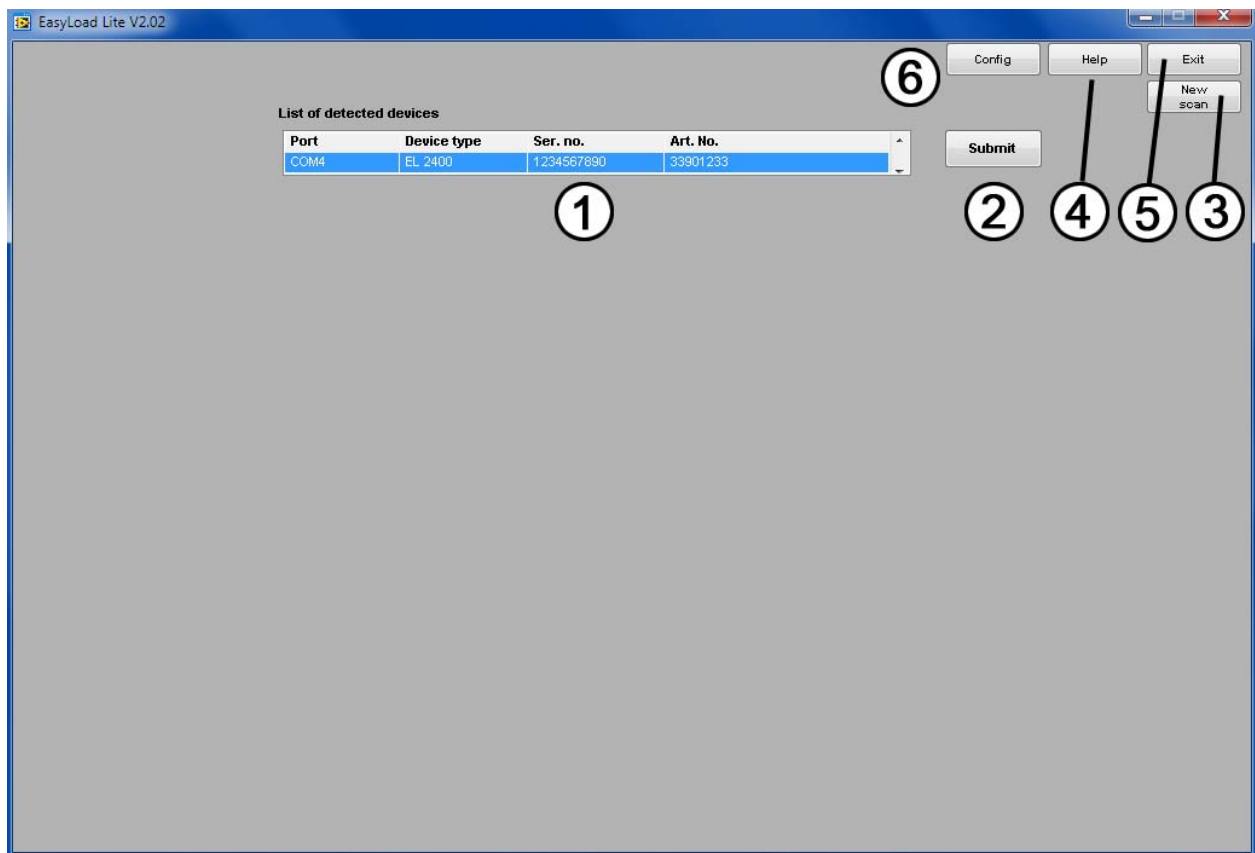 EasyLoad Lite V2.02
Config Help Exit
6
New
scan
List of detected devices
Port Device type Ser. no. Art. No.
COM4 EL 2400 1234567890 33901233
Submit
1 2 4 5 3